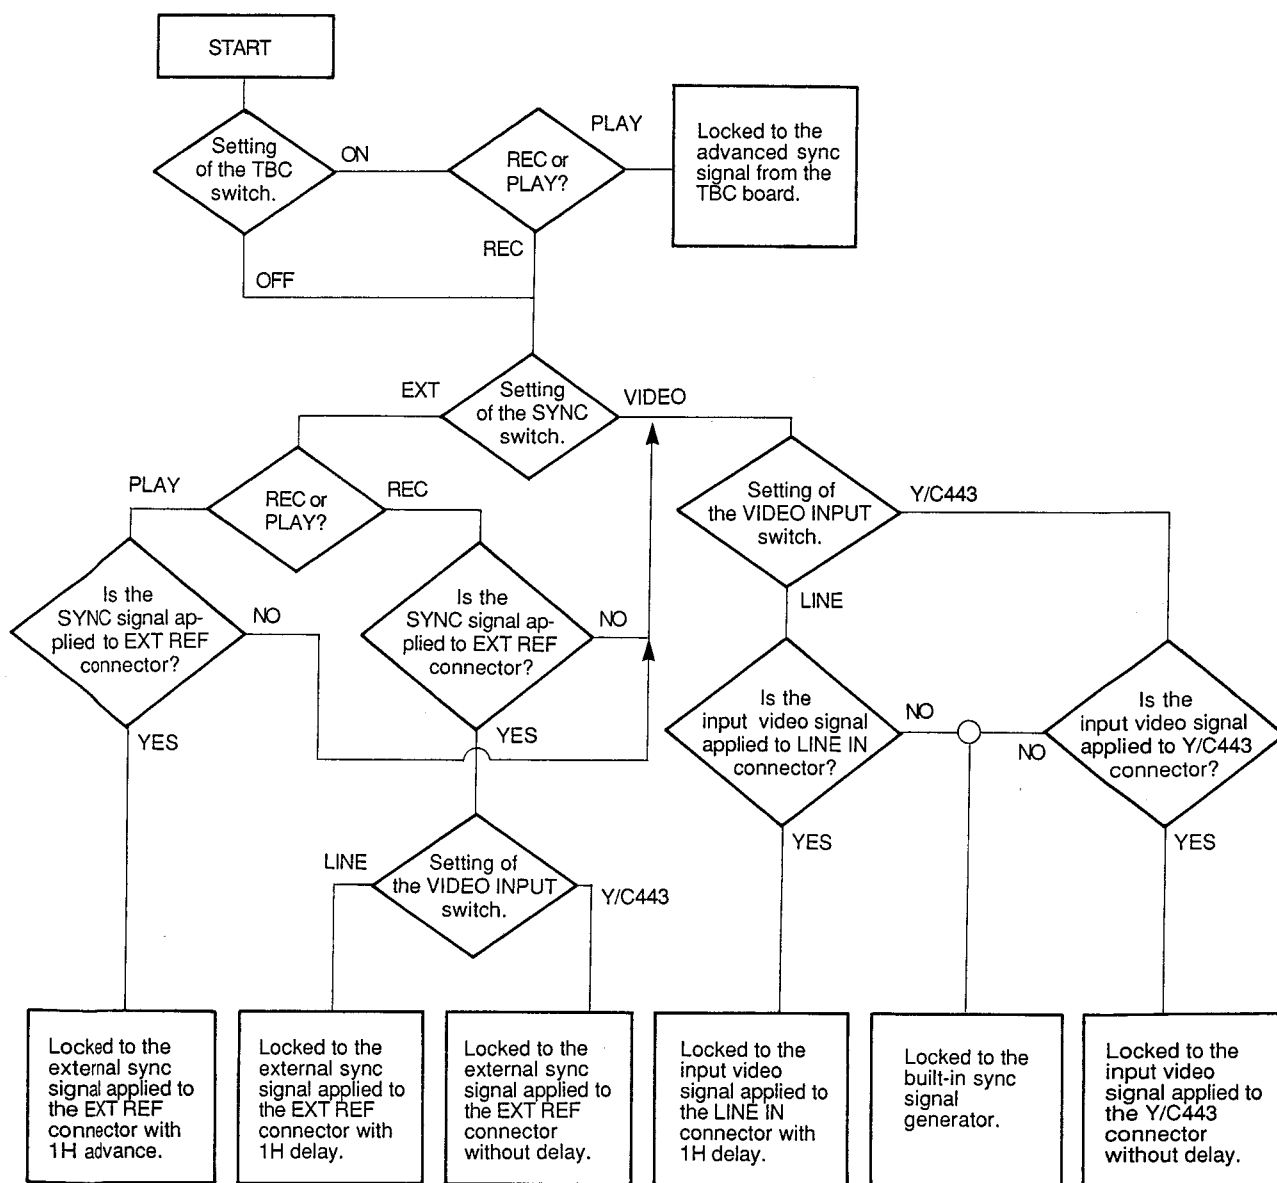 START
Setting
of the TBC
switch.
ON
REC or
PLAY?
PLAY
Locked to the
advanced sync
signal from the
TBC board.
REC
OFF
EXT
Setting
of the SYNC
switch.
VIDEO
PLAY
REC or
PLAY?
REC
Setting of
the VIDEO INPUT
switch.
Y/C443
LINE
Is the
SYNC signal ap-
plied to EXT REF
connector?
NO
YES
Is the
SYNC signal ap-
plied to EXT REF
connector?
NO
YES
Is the
input video signal
applied to LINE IN
connector?
NO
YES
Is the
input video signal
applied to Y/C443
connector?
NO
YES
LINE
Setting of
the VIDEO INPUT
switch.
Y/C443
Locked to the
external sync
signal applied to
the EXT REF
connector with
1H advance.
Locked to the
external sync
signal applied to
the EXT REF
connector with
1H delay.
Locked to the
external sync
signal applied to
the EXT REF
connector
without delay.
Locked to the
input video
signal applied to
the LINE IN
connector with
1H delay.
Locked to the
built-in sync
signal
generator.
Locked to the
input video
signal applied to
the Y/C443
connector
without delay.